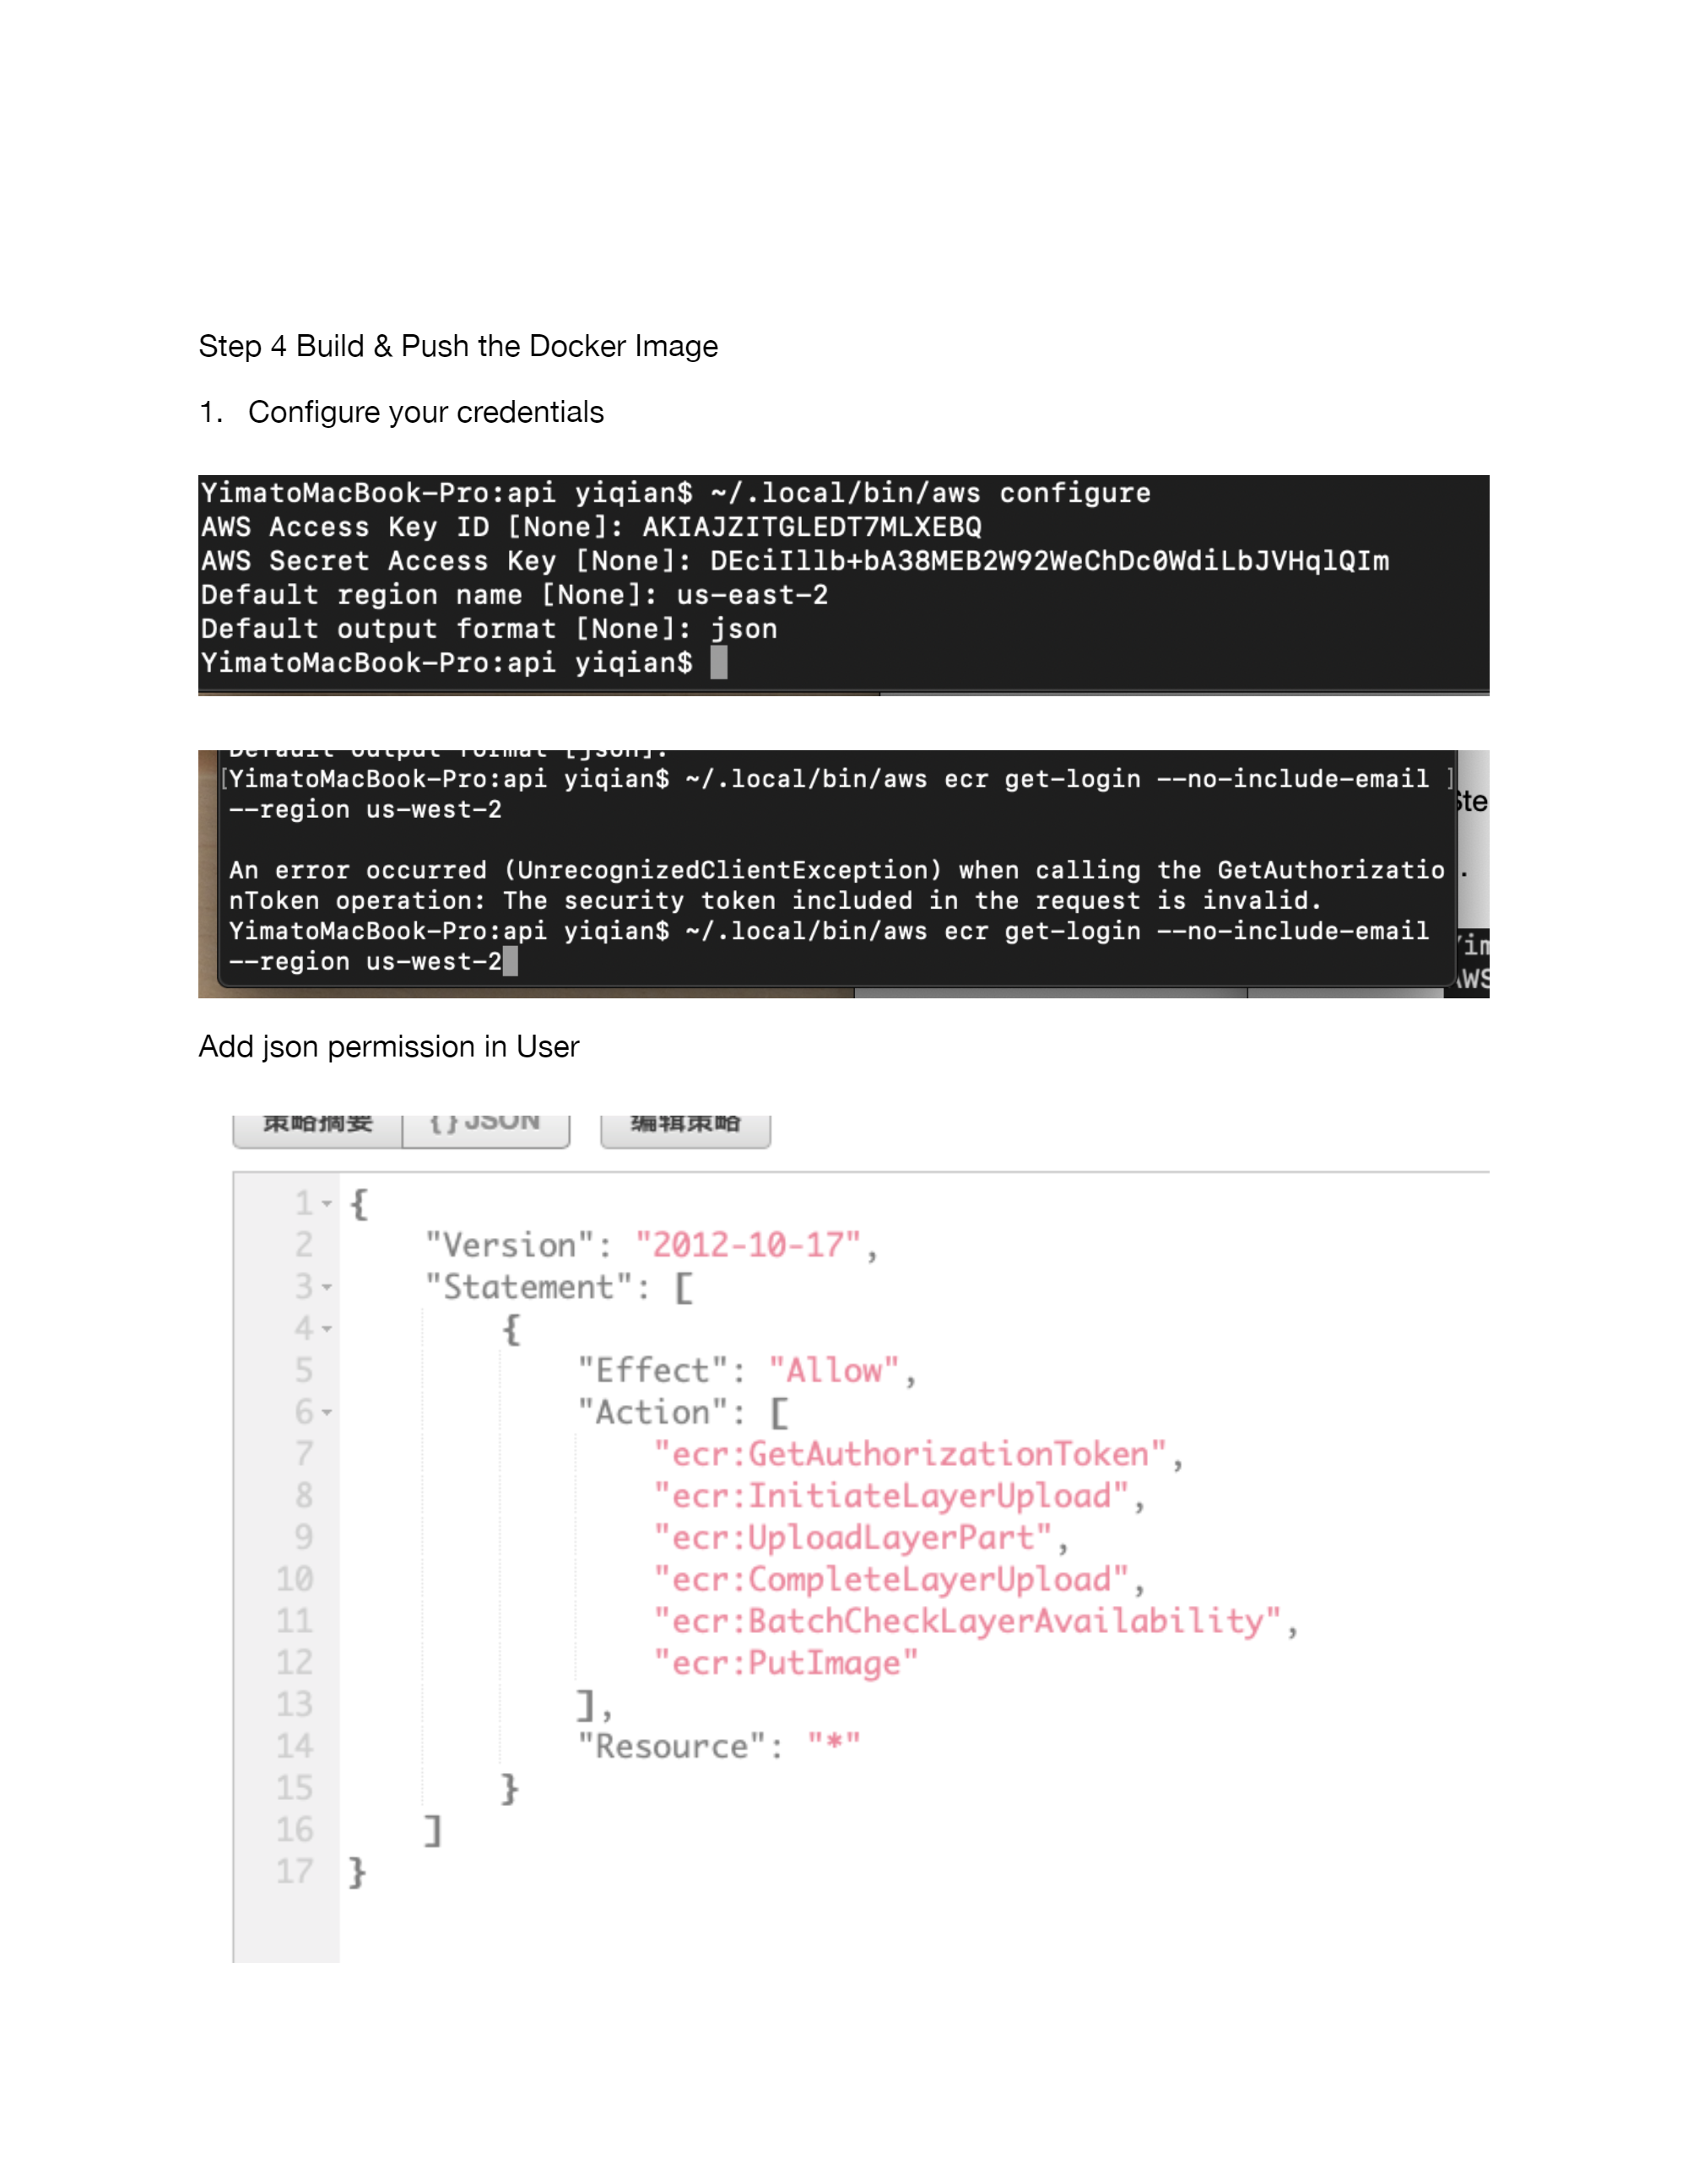 Step 4 Build & Push the Docker Image
1. Configure your credentials
YimatoMacBook-Pro:api yiqian$ ~/.local/bin/aws configure
AWS Access Key ID [None]: AKIAJZITGLEDT7MLXEBQ
AWS Secret Access Key [None]: DEciIllb+bA38MEB2W92WeChDc0WdiLbJVHqlQIm
Default region name [None]: us-east-2
Default output format [None]: json
YimatoMacBook-Pro:api yiqian$
Default output format [json]:
[YimatoMacBook-Pro:api yiqian$ ~/.local/bin/aws ecr get-login --no-include-email ]
--region us-west-2
An error occurred (UnrecognizedClientException) when calling the GetAuthorizatio
nToken operation: The security token included in the request is invalid.
YimatoMacBook-Pro:api yiqian$ ~/.local/bin/aws ecr get-login --no-include-email
--region us-west-2
Add json permission in User
策略摘要 { } JSON 编辑策略
1 {
2 "Version": "2012-10-17",
3 "Statement": [
4 {
5 "Effect": "Allow",
6 "Action": [
7 "ecr:GetAuthorizationToken",
8 "ecr:InitiateLayerUpload",
9 "ecr:UploadLayerPart",
10 "ecr:CompleteLayerUpload",
11 "ecr:BatchCheckLayerAvailability",
12 "ecr:PutImage"
13 ],
14 "Resource": "*"
15 }
16 ]
17 }